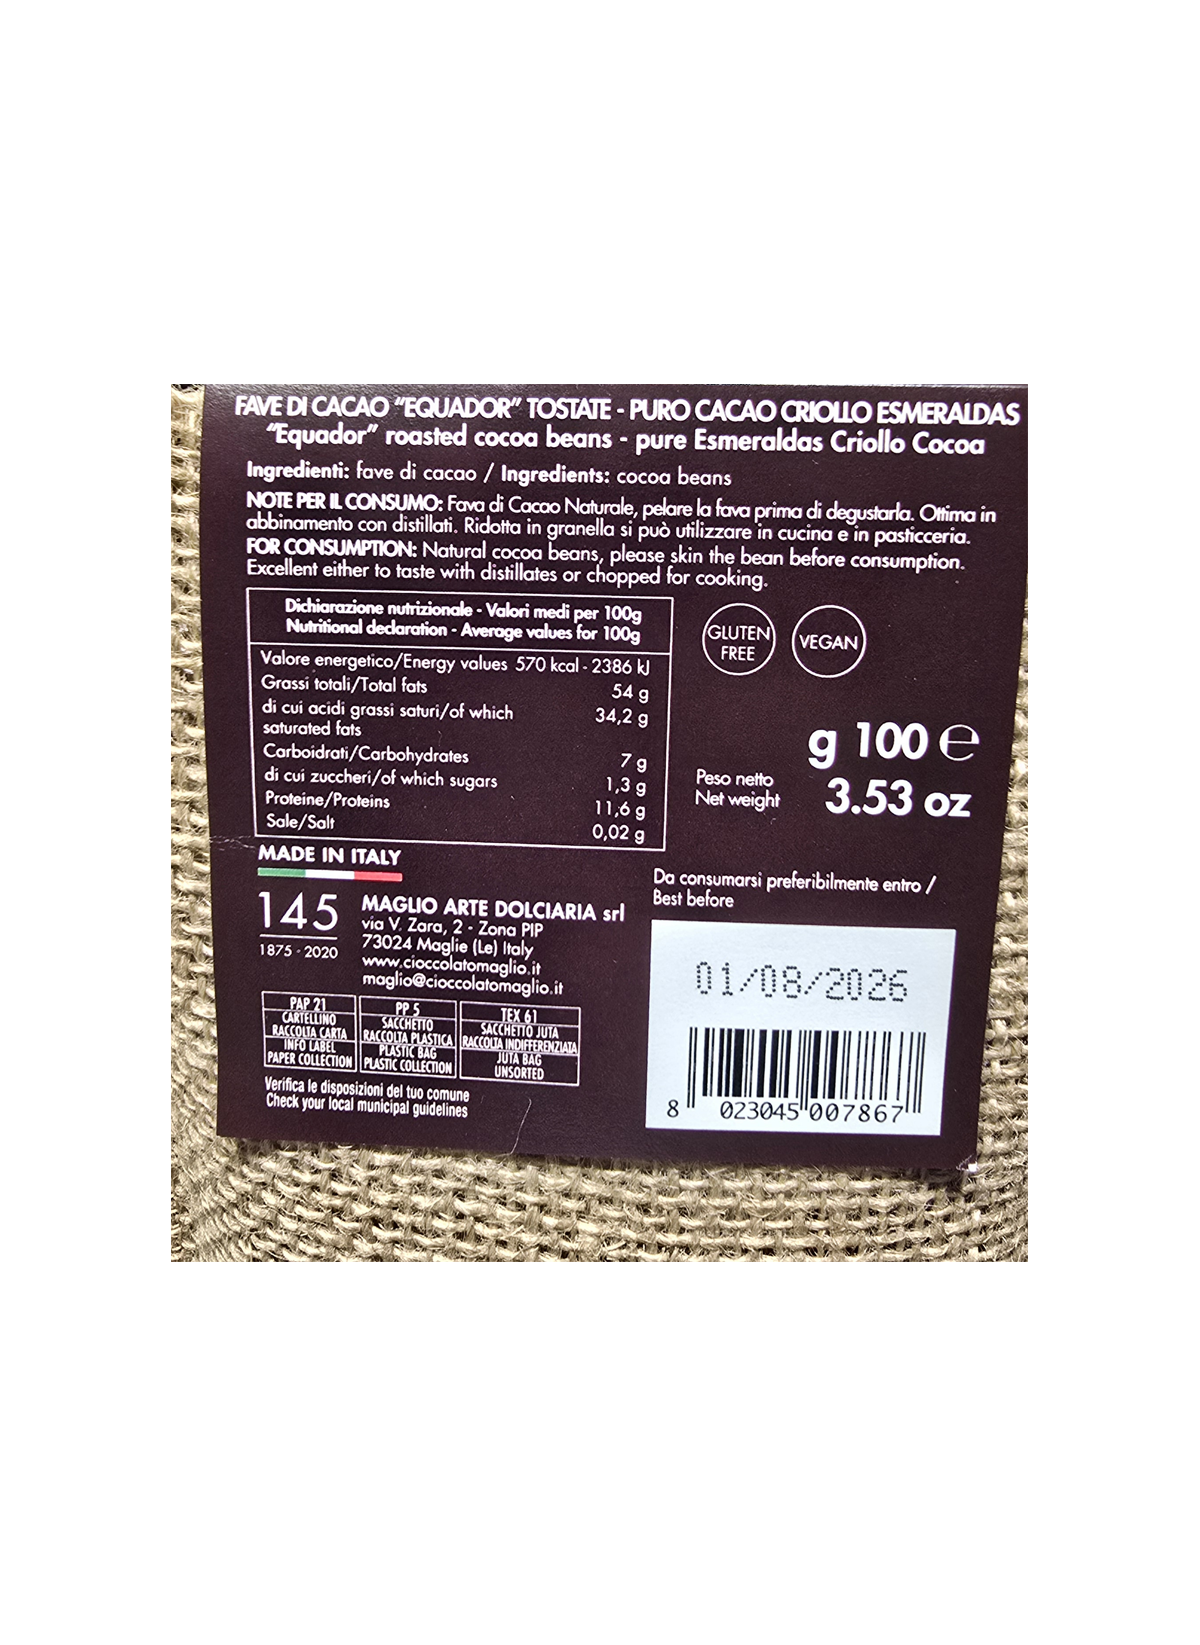 FAVE DI CACAO "EQUADOR" TOSTATE - PURO CACAO CRIOLLO ESMERALDAS
"Equador" roasted cocoa beans - pure Esmeraldas Criollo Cocoa
Ingredienti: fave di cacao / Ingredients: cocoa beans
NOTE PER IL CONSUMO: Fava di Cacao Naturale, pelare la fava prima di degustarla. Ottima in
abbinamento con distillati. Ridotta in granella si può utilizzare in cucina e in pasticceria.
FOR CONSUMPTION: Natural cocoa beans, please skin the bean before consumption.
Excellent either to taste with distillates or chopped for cooking.
Dichiarazione nutrizionale - Valori medi per 100g
Nutritional declaration - Average values for 100g
Valore energetico/Energy values 570 kcal - 2386 kJ
Grassi totali/Total fats 54 g
di cui acidi grassi saturi/of which 34,2 g
saturated fats
Carboidrati/Carbohydrates 7 g
di cui zuccheri/of which sugars 1,3 g
Proteine/Proteins 11,6 g
Sale/Salt 0,02 g
GLUTEN
FREE
VEGAN
g 100 e
Peso netto
Net weight
3.53 oz
MADE IN ITALY
145
1875 - 2020
MAGLIO ARTE DOLCIARIA srl
via V. Zara, 2 - Zona PIP
73024 Maglie (Le) Italy
www.cioccolatomaglio.it
maglio@cioccolatomaglio.it
PAP 21
CARTELLINO
RACCOLTA CARTA
INFO LABEL
PAPER COLLECTION
PP 5
SACCHETTO
RACCOLTA PLASTICA
PLASTIC BAG
PLASTIC COLLECTION
TEX 61
SACCHETTO JUTA
RACCOLTA INDIFFERENZIATA
JUTA BAG
UNSORTED
Verifica le disposizioni del tuo comune
Check your local municipal guidelines
Da consumarsi preferibilmente entro /
Best before
01/08/2026
8 023045 007867